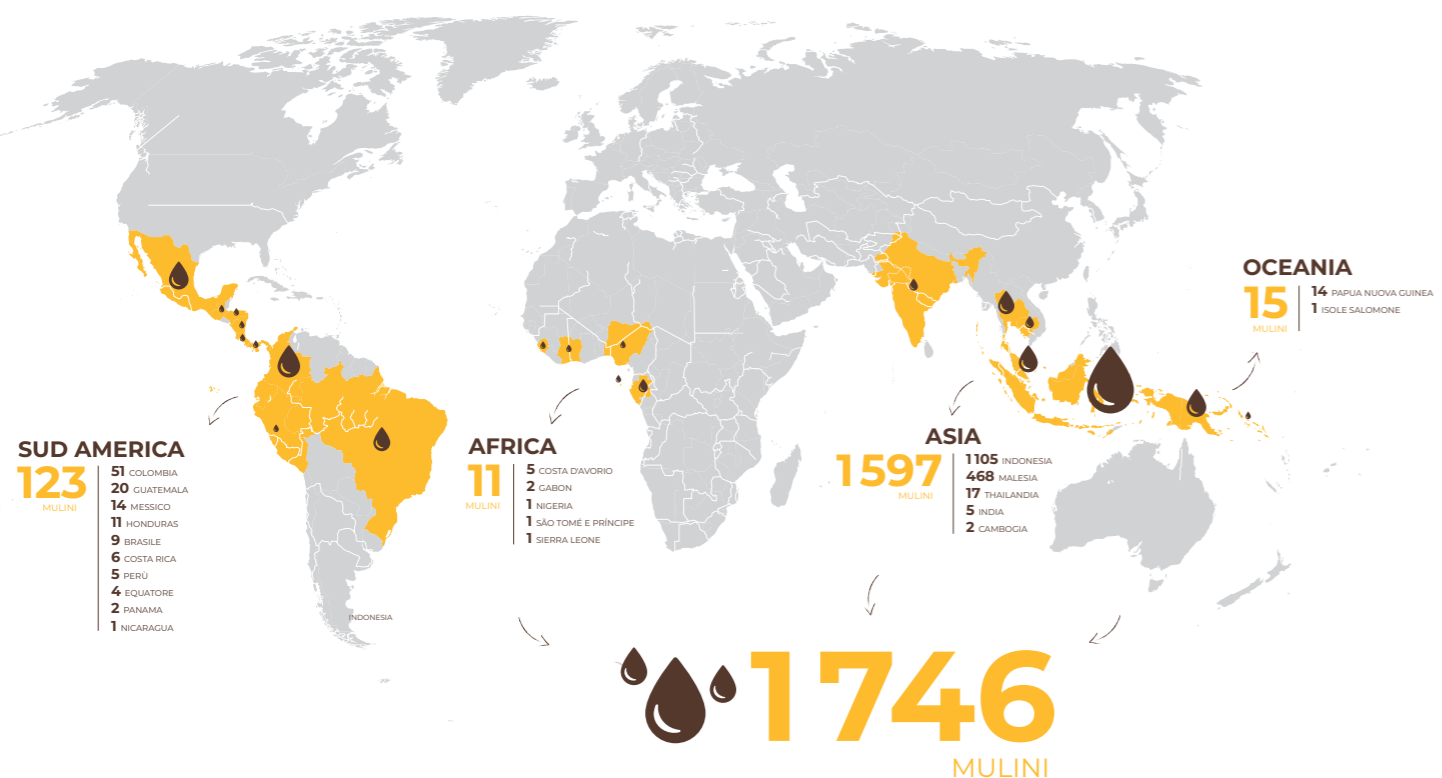 OCEANIA
15
MULINI
14 PAPUA NUOVA GUINEA
1 ISOLE SALOMONE
SUD AMERICA
123
MULINI
51 COLOMBIA
20 GUATEMALA
14 MESSICO
11 HONDURAS
9 BRASILE
6 COSTA RICA
5 PERÙ
4 EQUATORE
2 PANAMA
1 NICARAGUA
AFRICA
11
MULINI
5 COSTA D'AVORIO
2 GABON
1 NIGERIA
1 SÃO TOMÉ E PRÍNCIPE
1 SIERRA LEONE
ASIA
1597
MULINI
1105 INDONESIA
468 MALESIA
17 THAILANDIA
5 INDIA
2 CAMBOGIA
INDONESIA
1746
MULINI